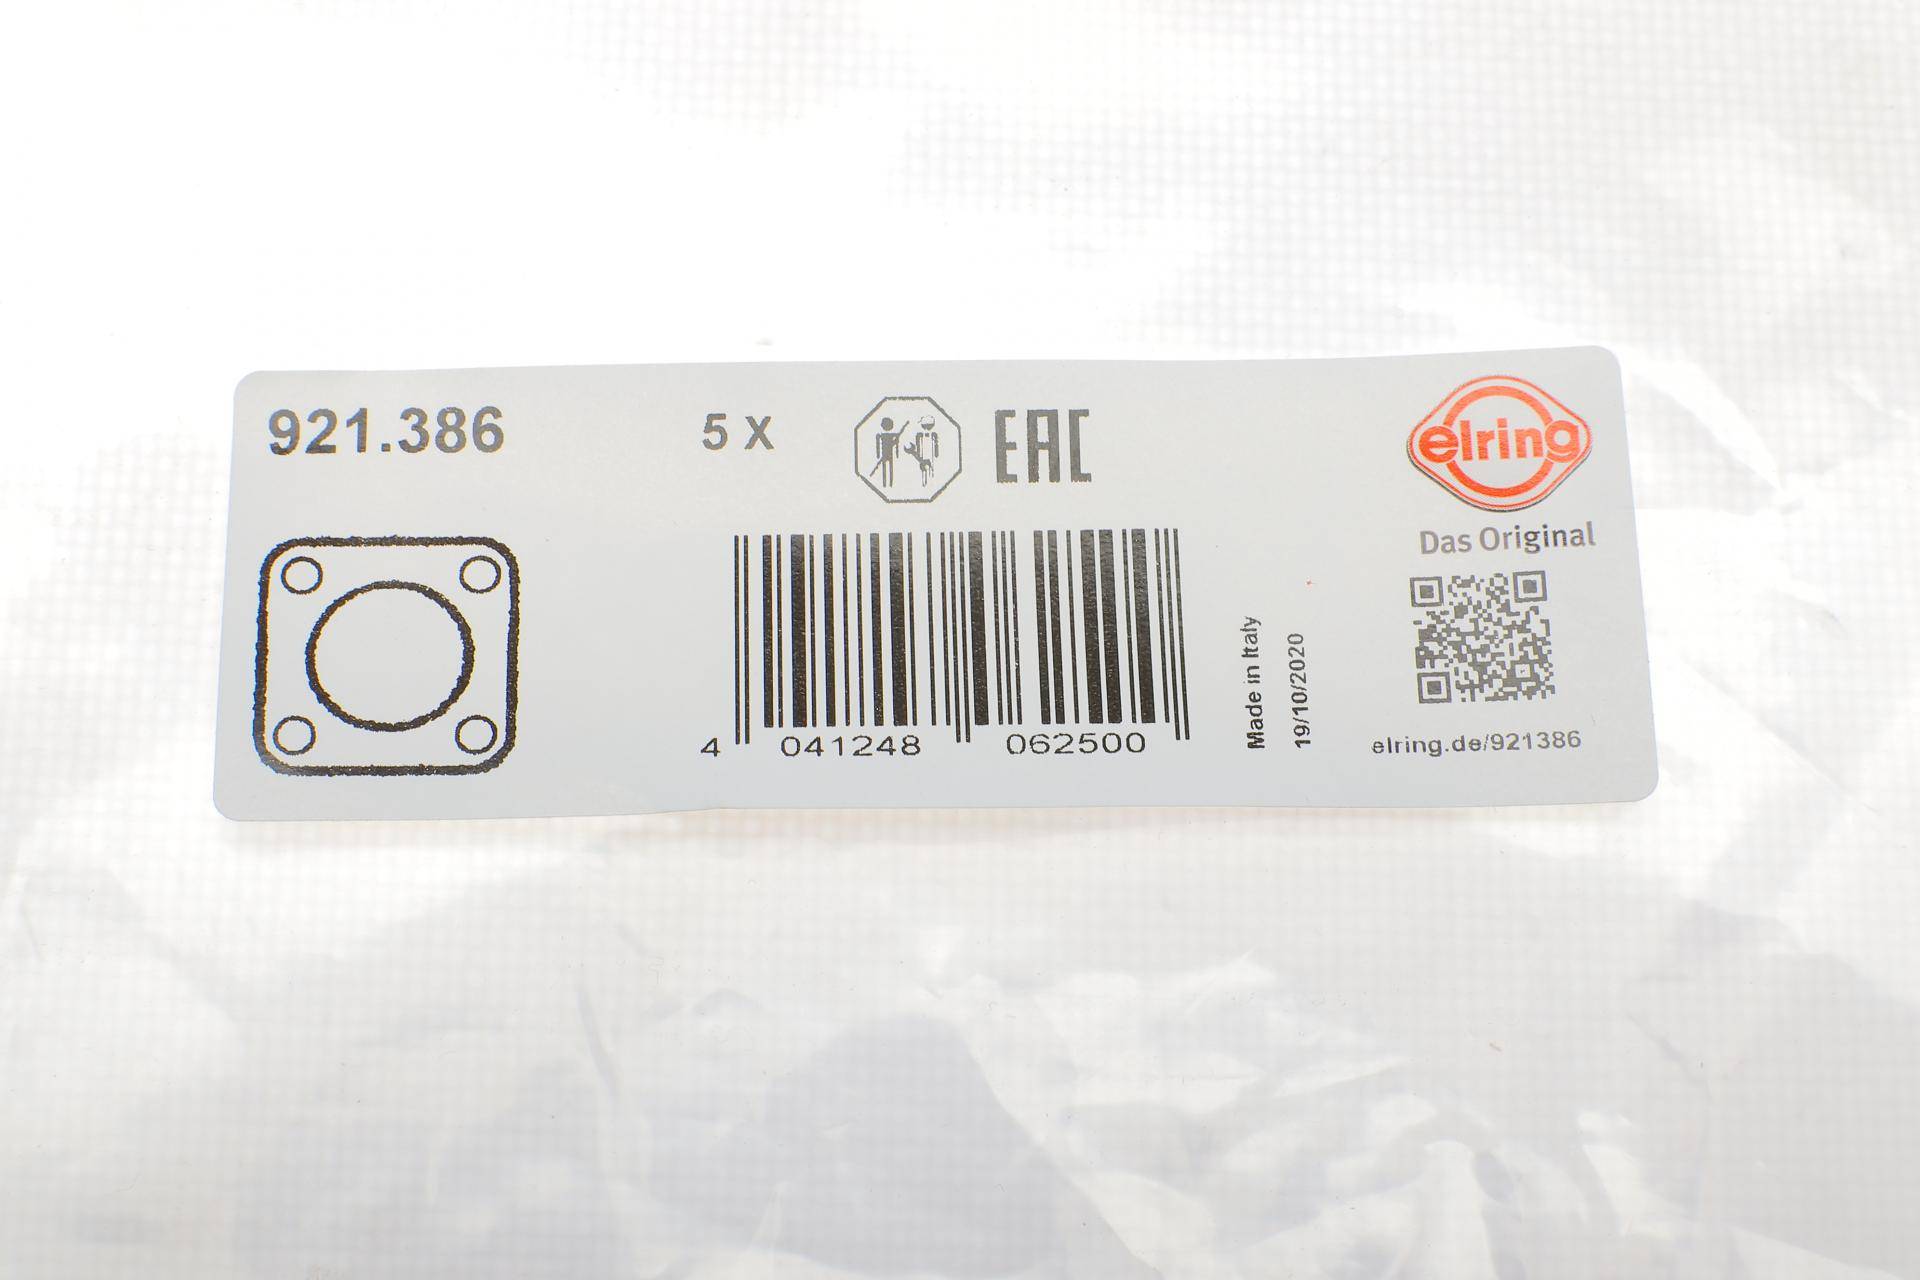 921.386
5 X
EAC
elring
Das Original
4 041248 062500
Made in Italy
19/10/2020
elring.de/921386